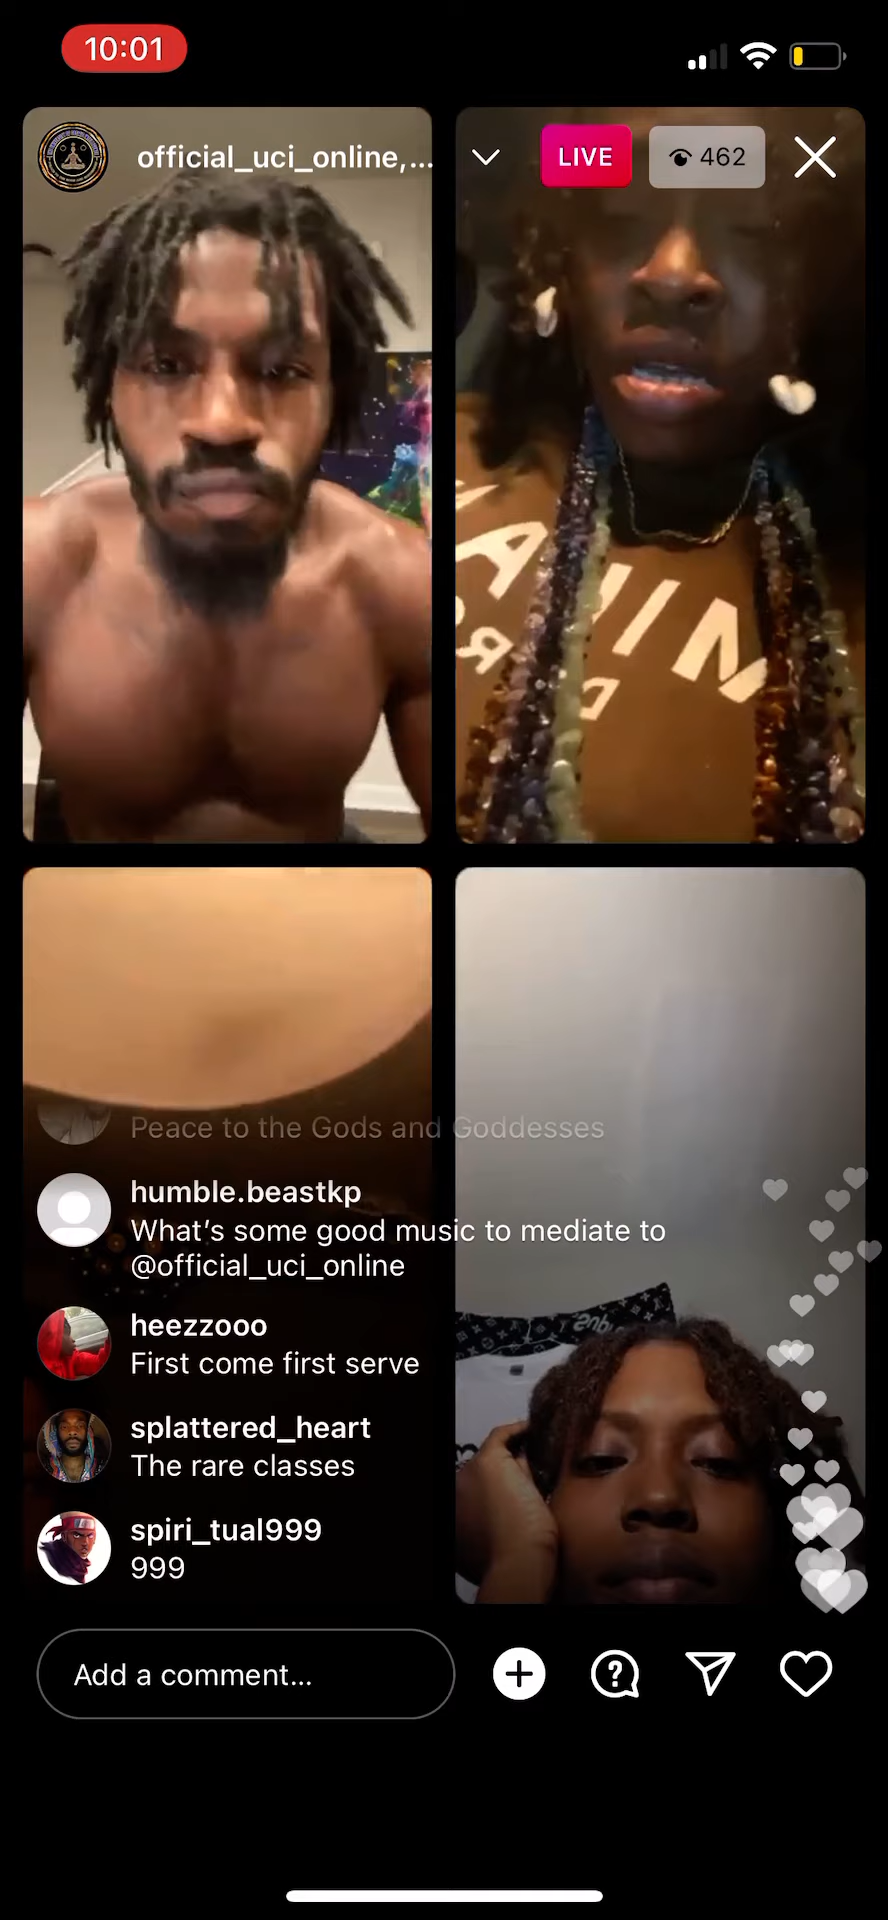 10:01
official_uci_online,...
LIVE
462
Peace to the Gods and Goddesses
humble.beastkp
What's some good music to mediate to
@official_uci_online
heezzooo
First come first serve
splattered_heart
The rare classes
spiri_tual999
999
Add a comment...